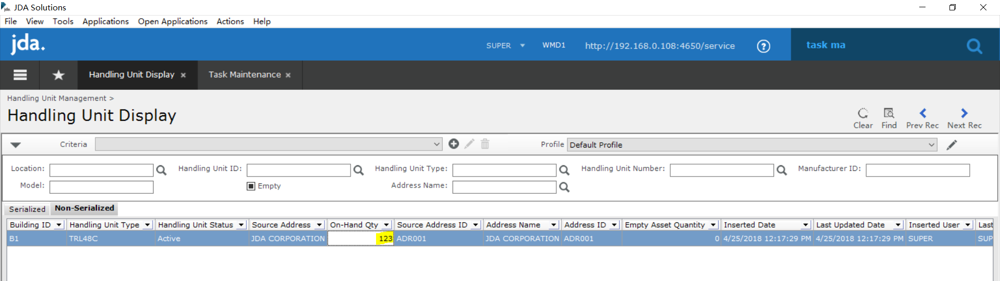 jda. JDA Solutions
File View Tools Applications Open Applications Actions Help
jda. SUPER WMD1 http://192.168.0.108:4650/service ? task ma
Handling Unit Display × Task Maintenance ×
Handling Unit Management >
Handling Unit Display
Clear Find Prev Rec Next Rec
Criteria Profile Default Profile
Location: Handling Unit ID: Handling Unit Type: Handling Unit Number: Manufacturer ID:
Model: Empty Address Name:
Serialized Non-Serialized
Building ID Handling Unit Type Handling Unit Status Source Address On-Hand Qty Source Address ID Address Name Address ID Empty Asset Quantity Inserted Date Last Updated Date Inserted User Last
B1 TRL48C Active JDA CORPORATION 123 ADR001 JDA CORPORATION ADR001 0 4/25/2018 12:17:29 PM 4/25/2018 12:17:29 PM SUPER SUP